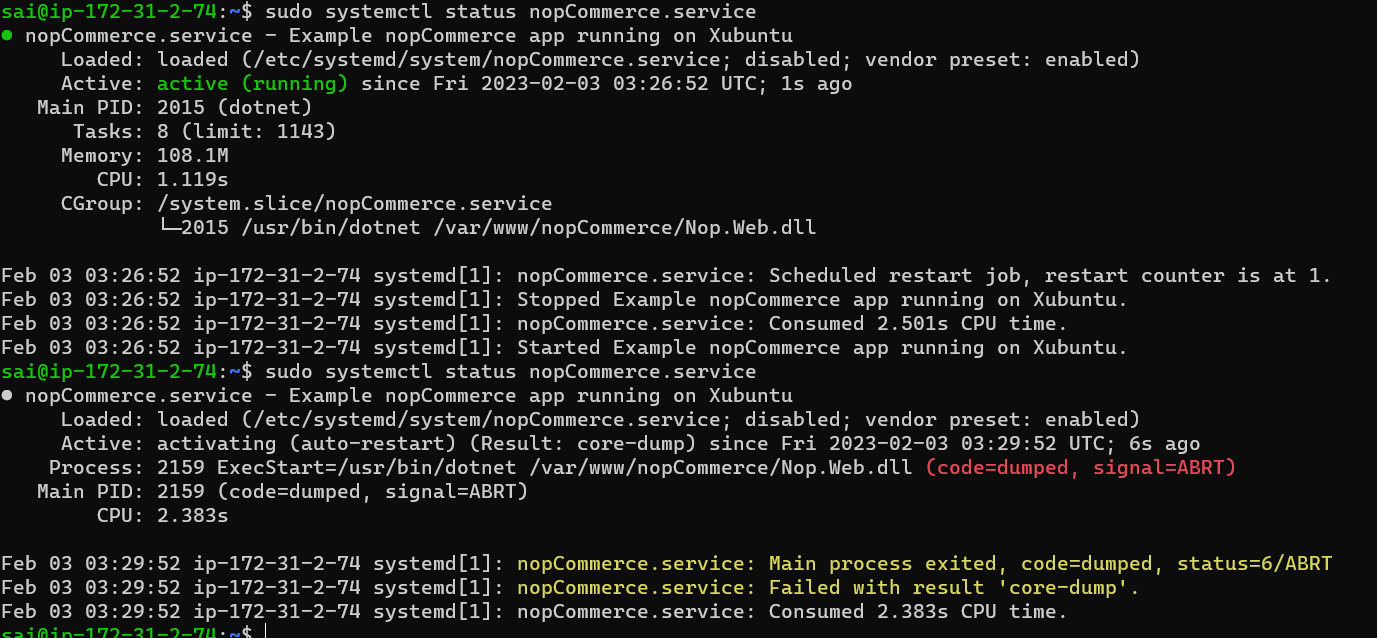 sai@ip-172-31-2-74:~$ sudo systemctl status nopCommerce.service
● nopCommerce.service - Example nopCommerce app running on Xubuntu
     Loaded: loaded (/etc/systemd/system/nopCommerce.service; disabled; vendor preset: enabled)
     Active: active (running) since Fri 2023-02-03 03:26:52 UTC; 1s ago
   Main PID: 2015 (dotnet)
      Tasks: 8 (limit: 1143)
     Memory: 108.1M
        CPU: 1.119s
     CGroup: /system.slice/nopCommerce.service
             └─2015 /usr/bin/dotnet /var/www/nopCommerce/Nop.Web.dll

Feb 03 03:26:52 ip-172-31-2-74 systemd[1]: nopCommerce.service: Scheduled restart job, restart counter is at 1.
Feb 03 03:26:52 ip-172-31-2-74 systemd[1]: Stopped Example nopCommerce app running on Xubuntu.
Feb 03 03:26:52 ip-172-31-2-74 systemd[1]: nopCommerce.service: Consumed 2.501s CPU time.
Feb 03 03:26:52 ip-172-31-2-74 systemd[1]: Started Example nopCommerce app running on Xubuntu.
sai@ip-172-31-2-74:~$ sudo systemctl status nopCommerce.service
● nopCommerce.service - Example nopCommerce app running on Xubuntu
     Loaded: loaded (/etc/systemd/system/nopCommerce.service; disabled; vendor preset: enabled)
     Active: activating (auto-restart) (Result: core-dump) since Fri 2023-02-03 03:29:52 UTC; 6s ago
    Process: 2159 ExecStart=/usr/bin/dotnet /var/www/nopCommerce/Nop.Web.dll (code=dumped, signal=ABRT)
   Main PID: 2159 (code=dumped, signal=ABRT)
        CPU: 2.383s

Feb 03 03:29:52 ip-172-31-2-74 systemd[1]: nopCommerce.service: Main process exited, code=dumped, status=6/ABRT
Feb 03 03:29:52 ip-172-31-2-74 systemd[1]: nopCommerce.service: Failed with result 'core-dump'.
Feb 03 03:29:52 ip-172-31-2-74 systemd[1]: nopCommerce.service: Consumed 2.383s CPU time.
sai@ip-172-31-2-74:~$